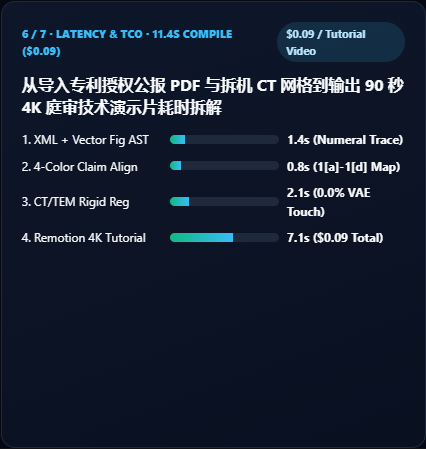 6 / 7 · LATENCY & TCO · 11.4S COMPILE
($0.09)
$0.09 / Tutorial
Video
从导入专利授权公报 PDF 与拆机 CT 网格到输出 90 秒
4K 庭审技术演示片耗时拆解
1. XML + Vector Fig AST
1.4s (Numeral Trace)
2. 4-Color Claim Align
0.8s (1[a]-1[d] Map)
3. CT/TEM Rigid Reg
2.1s (0.0% VAE
Touch)
4. Remotion 4K Tutorial
7.1s ($0.09 Total)